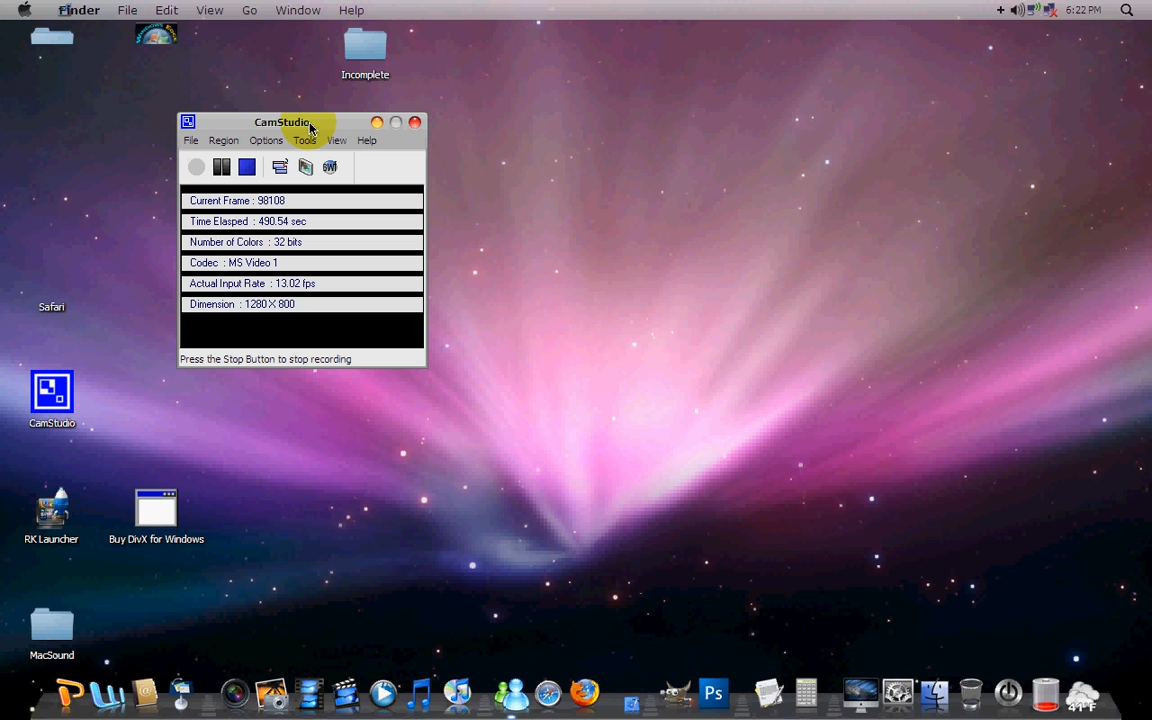 Finder File Edit View Go Window Help 6:22 PM
Incomplete
CamStudio
File Region Options Tools View Help
SWF
Current Frame : 98108
Time Elasped : 490.54 sec
Number of Colors : 32 bits
Codec : MS Video 1
Actual Input Rate : 13.02 fps
Dimension : 1280 X 800
Press the Stop Button to stop recording
Safari
CamStudio
RK Launcher Buy DivX for Windows
MacSound
Ps 41°F